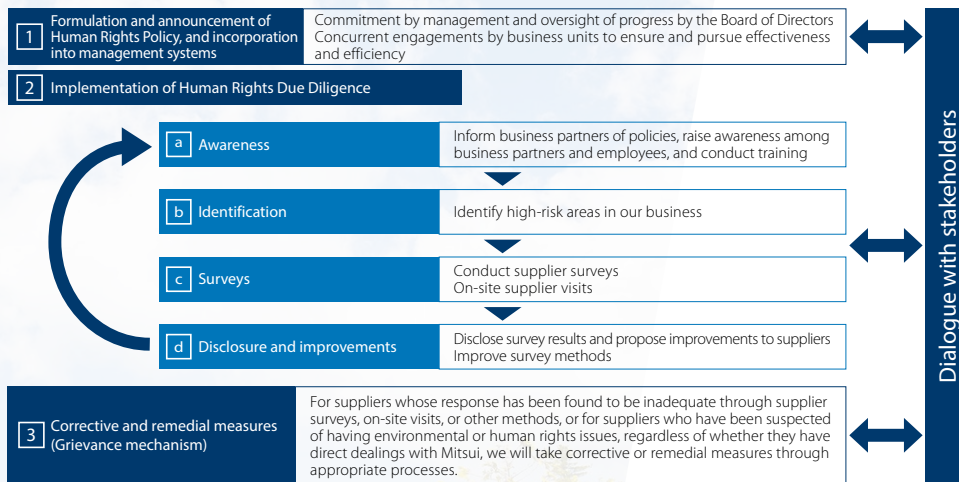 1
Formulation and announcement of
Human Rights Policy, and incorporation
into management systems
Commitment by management and oversight of progress by the Board of Directors
Concurrent engagements by business units to ensure and pursue effectiveness
and efficiency
2 Implementation of Human Rights Due Diligence
a Awareness
Inform business partners of policies, raise awareness among
business partners and employees, and conduct training
b Identification
Identify high-risk areas in our business
c Surveys
Conduct supplier surveys
On-site supplier visits
d Disclosure and improvements
Disclose survey results and propose improvements to suppliers
Improve survey methods
3
Corrective and remedial measures
(Grievance mechanism)
For suppliers whose response has been found to be inadequate through supplier
surveys, on-site visits, or other methods, or for suppliers who have been suspected
of having environmental or human rights issues, regardless of whether they have
direct dealings with Mitsui, we will take corrective or remedial measures through
appropriate processes.
Dialogue with stakeholders